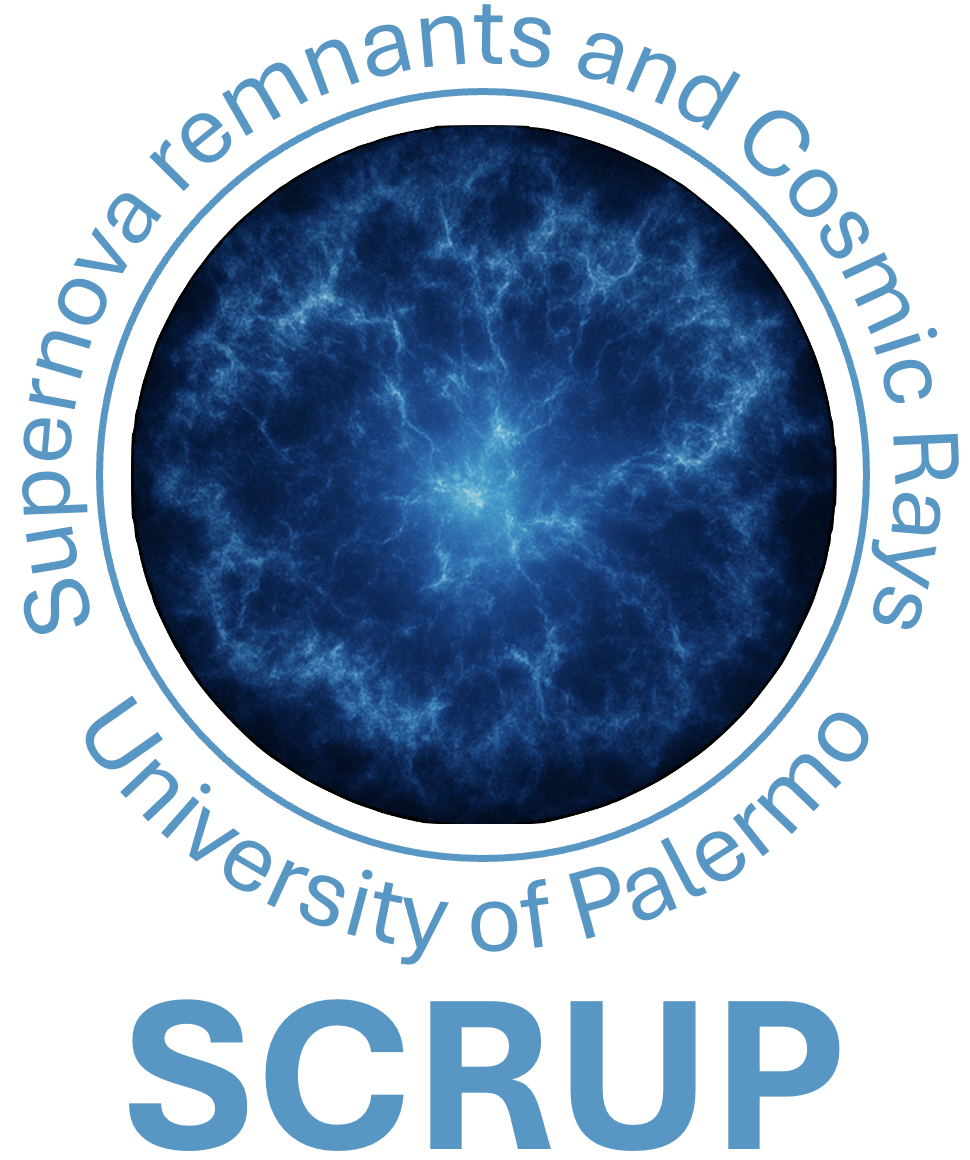 Supernova remnants and Cosmic Rays
University of Palermo
SCRUP